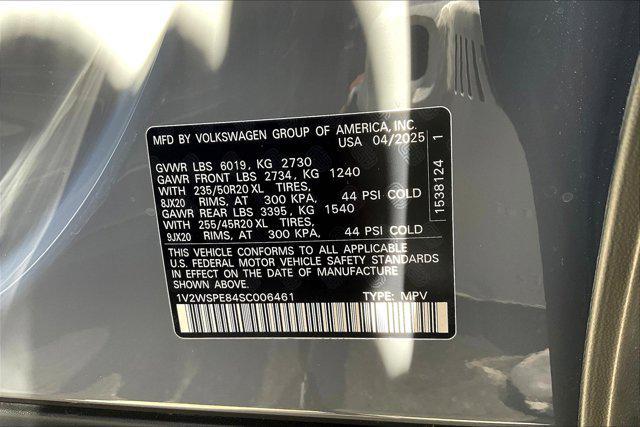 MFD BY VOLKSWAGEN GROUP OF AMERICA, INC.
USA 04/2025
GVWR LBS 6019, KG 2730
GAWR FRONT LBS 2734, KG 1240
WITH 235/50R20 XL TIRES,
8JX20 RIMS, AT 300 KPA, 44 PSI COLD
GAWR REAR LBS 3395, KG 1540
WITH 255/45R20 XL TIRES,
9JX20 RIMS, AT 300 KPA, 44 PSI COLD
THIS VEHICLE CONFORMS TO ALL APPLICABLE
U.S. FEDERAL MOTOR VEHICLE SAFETY STANDARDS
IN EFFECT ON THE DATE OF MANUFACTURE
SHOWN ABOVE.
1V2WSPE84SC006461 TYPE: MPV
1538124 1